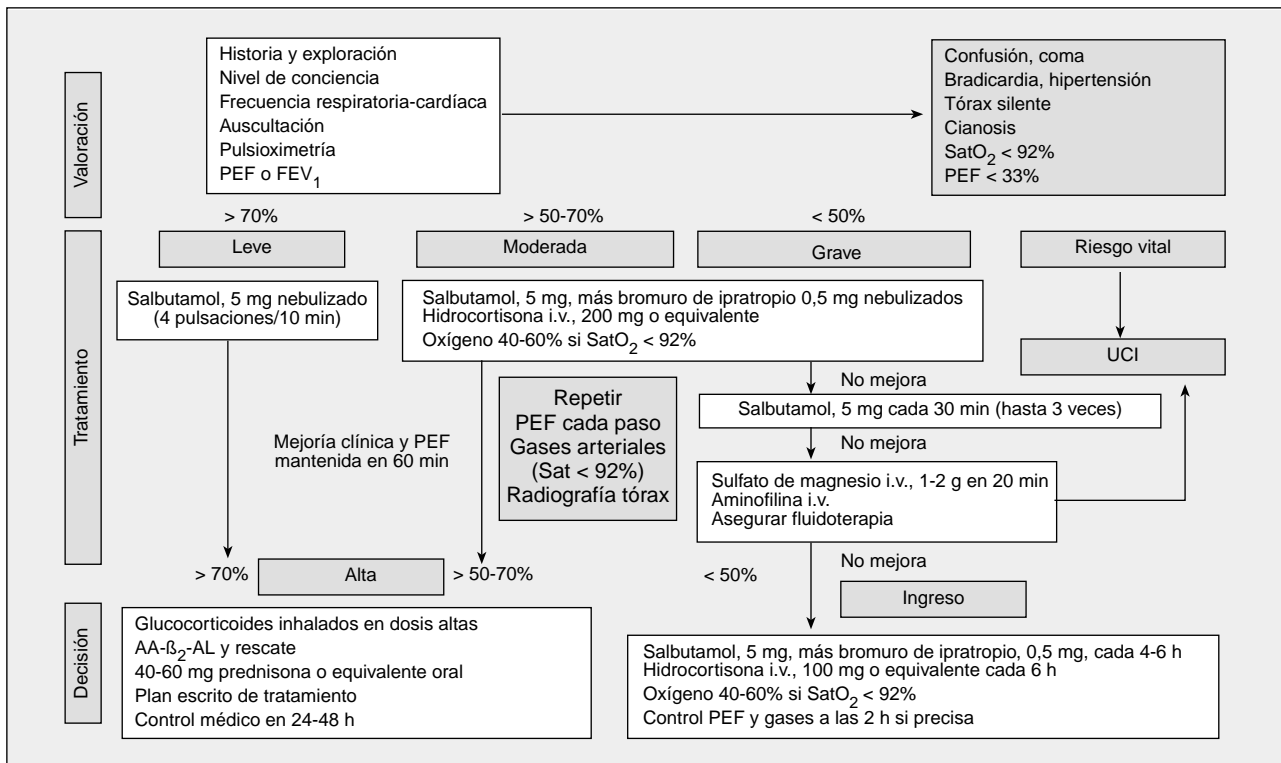 Valoración
Historia y exploración
Nivel de conciencia
Frecuencia respiratoria-cardíaca
Auscultación
Pulsioximetría
PEF o FEV1
Confusión, coma
Bradicardia, hipertensión
Tórax silente
Cianosis
SatO2 < 92%
PEF < 33%
> 70%
> 50-70%
< 50%
Tratamiento
Leve
Moderada
Grave
Riesgo vital
Salbutamol, 5 mg nebulizado
(4 pulsaciones/10 min)
Salbutamol, 5 mg, más bromuro de ipratropio 0,5 mg nebulizados
Hidrocortisona i.v., 200 mg o equivalente
Oxígeno 40-60% si SatO2 < 92%
UCI
No mejora
Repetir
PEF cada paso
Gases arteriales
(Sat < 92%)
Radiografía tórax
Salbutamol, 5 mg cada 30 min (hasta 3 veces)
Mejoría clínica y PEF
mantenida en 60 min
No mejora
Sulfato de magnesio i.v., 1-2 g en 20 min
Aminofilina i.v.
Asegurar fluidoterapia
No mejora
> 70%
Alta
> 50-70%
< 50%
Ingreso
Decisión
Glucocorticoides inhalados en dosis altas
AA-ß2-AL y rescate
40-60 mg prednisona o equivalente oral
Plan escrito de tratamiento
Control médico en 24-48 h
Salbutamol, 5 mg, más bromuro de ipratropio, 0,5 mg, cada 4-6 h
Hidrocortisona i.v., 100 mg o equivalente cada 6 h
Oxígeno 40-60% si SatO2 < 92%
Control PEF y gases a las 2 h si precisa